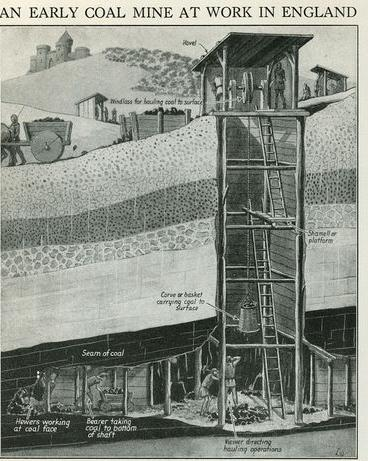 AN EARLY COAL MINE AT WORK IN ENGLAND
Hovel
Windlass for hauling coal to surface
Shamell or
platform
Corve or basket
carrying coal to
surface
Seam of coal
Hewers working
at coal face
Bearer taking
coal to bottom
of shaft
Viewer directing
hauling operations